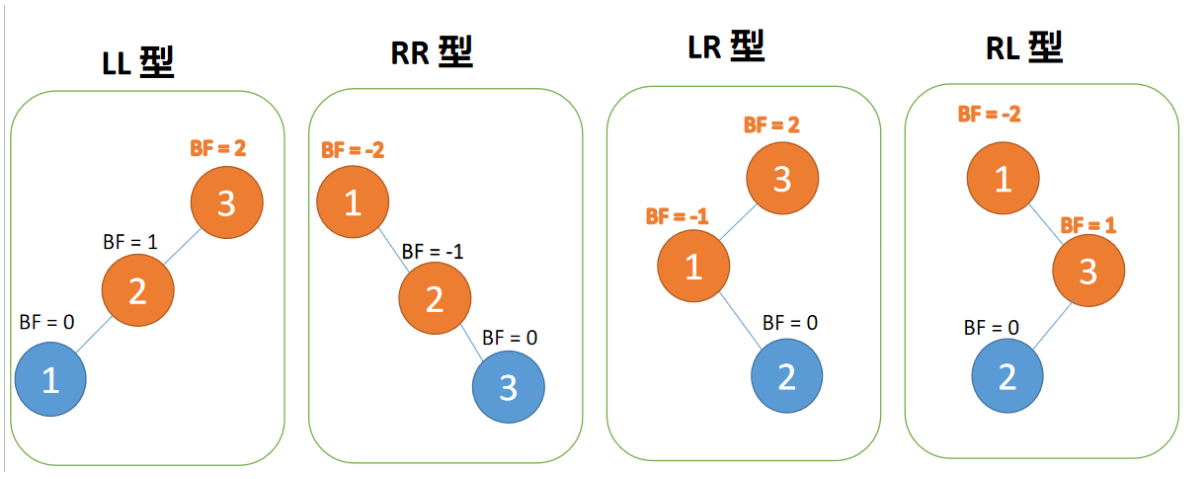 LL 型
BF = 2
3
BF = 1
2
BF = 0
1
RR 型
BF = -2
1
BF = -1
2
BF = 0
3
LR 型
BF = 2
3
BF = -1
1
BF = 0
2
RL 型
BF = -2
1
BF = 1
3
BF = 0
2